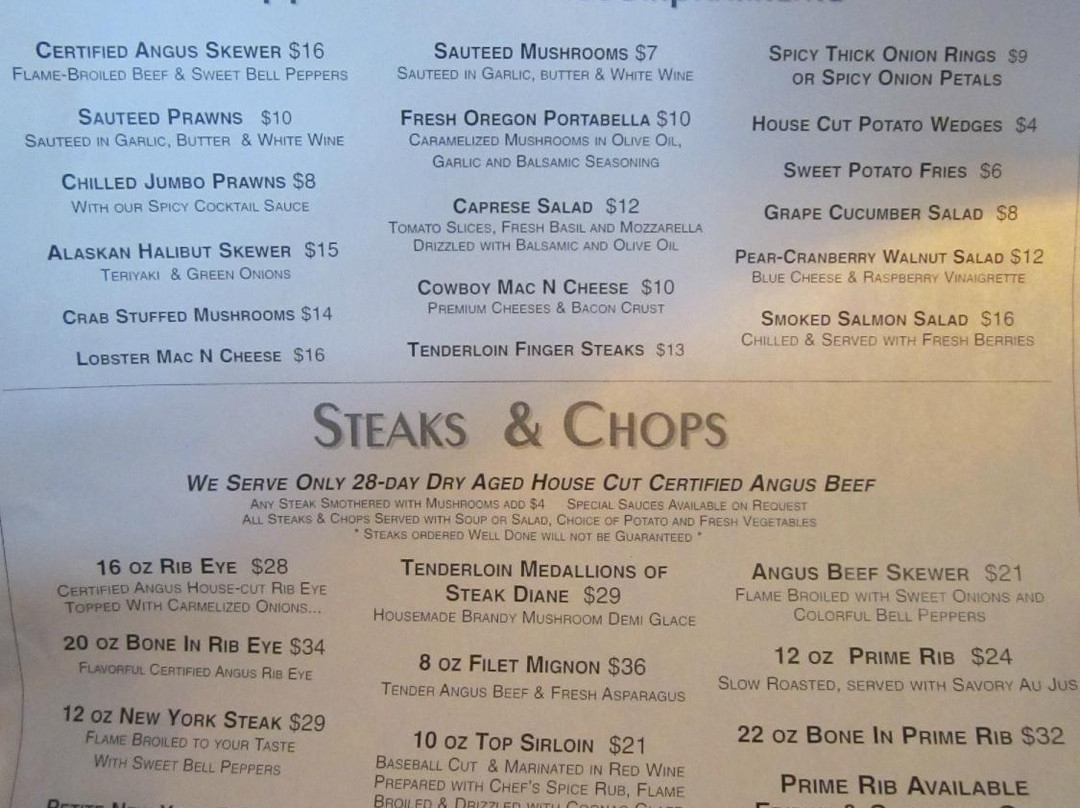 CERTIFIED ANGUS SKEWER $16
FLAME-BROILED BEEF & SWEET BELL PEPPERS
SAUTEED PRAWNS $10
SAUTEED IN GARLIC, BUTTER & WHITE WINE
CHILLED JUMBO PRAWNS $8
WITH OUR SPICY COCKTAIL SAUCE
ALASKAN HALIBUT SKEWER $15
TERIYAKI & GREEN ONIONS
CRAB STUFFED MUSHROOMS $14
LOBSTER MAC N CHEESE $16
SAUTEED MUSHROOMS $7
SAUTEED IN GARLIC, BUTTER & WHITE WINE
FRESH OREGON PORTABELLA $10
CARAMELIZED MUSHROOMS IN OLIVE OIL,
GARLIC AND BALSAMIC SEASONING
CAPRESE SALAD $12
TOMATO SLICES, FRESH BASIL AND MOZZARELLA
DRIZZLED WITH BALSAMIC AND OLIVE OIL
COWBOY MAC N CHEESE $10
PREMIUM CHEESES & BACON CRUST
TENDERLOIN FINGER STEAKS $13
SPICY THICK ONION RINGS $9
OR SPICY ONION PETALS
HOUSE CUT POTATO WEDGES $4
SWEET POTATO FRIES $6
GRAPE CUCUMBER SALAD $8
PEAR-CRANBERRY WALNUT SALAD $12
BLUE CHEESE & RASPBERRY VINAIGRETTE
SMOKED SALMON SALAD $16
CHILLED & SERVED WITH FRESH BERRIES
STEAKS & CHOPS
WE SERVE ONLY 28-DAY DRY AGED HOUSE CUT CERTIFIED ANGUS BEEF
ANY STEAK SMOTHERED WITH MUSHROOMS ADD $4 SPECIAL SAUCES AVAILABLE ON REQUEST
ALL STEAKS & CHOPS SERVED WITH SOUP OR SALAD, CHOICE OF POTATO AND FRESH VEGETABLES
* STEAKS ORDERED WELL DONE WILL NOT BE GUARANTEED *
16 OZ RIB EYE $28
CERTIFIED ANGUS HOUSE-CUT RIB EYE
TOPPED WITH CARMELIZED ONIONS...
20 OZ BONE IN RIB EYE $34
FLAVORFUL CERTIFIED ANGUS RIB EYE
12 OZ NEW YORK STEAK $29
FLAME BROILED TO YOUR TASTE
WITH SWEET BELL PEPPERS
TENDERLOIN MEDALLIONS OF
STEAK DIANE $29
HOUSEMADE BRANDY MUSHROOM DEMI GLACE
8 OZ FILET MIGNON $36
TENDER ANGUS BEEF & FRESH ASPARAGUS
10 OZ TOP SIRLOIN $21
BASEBALL CUT & MARINATED IN RED WINE
PREPARED WITH CHEF'S SPICE RUB, FLAME
BROILED & DRIZZLED WITH
ANGUS BEEF SKEWER $21
FLAME BROILED WITH SWEET ONIONS AND
COLORFUL BELL PEPPERS
12 OZ PRIME RIB $24
SLOW ROASTED, SERVED WITH SAVORY AU JUS
22 OZ BONE IN PRIME RIB $32
PRIME RIB AVAILABLE